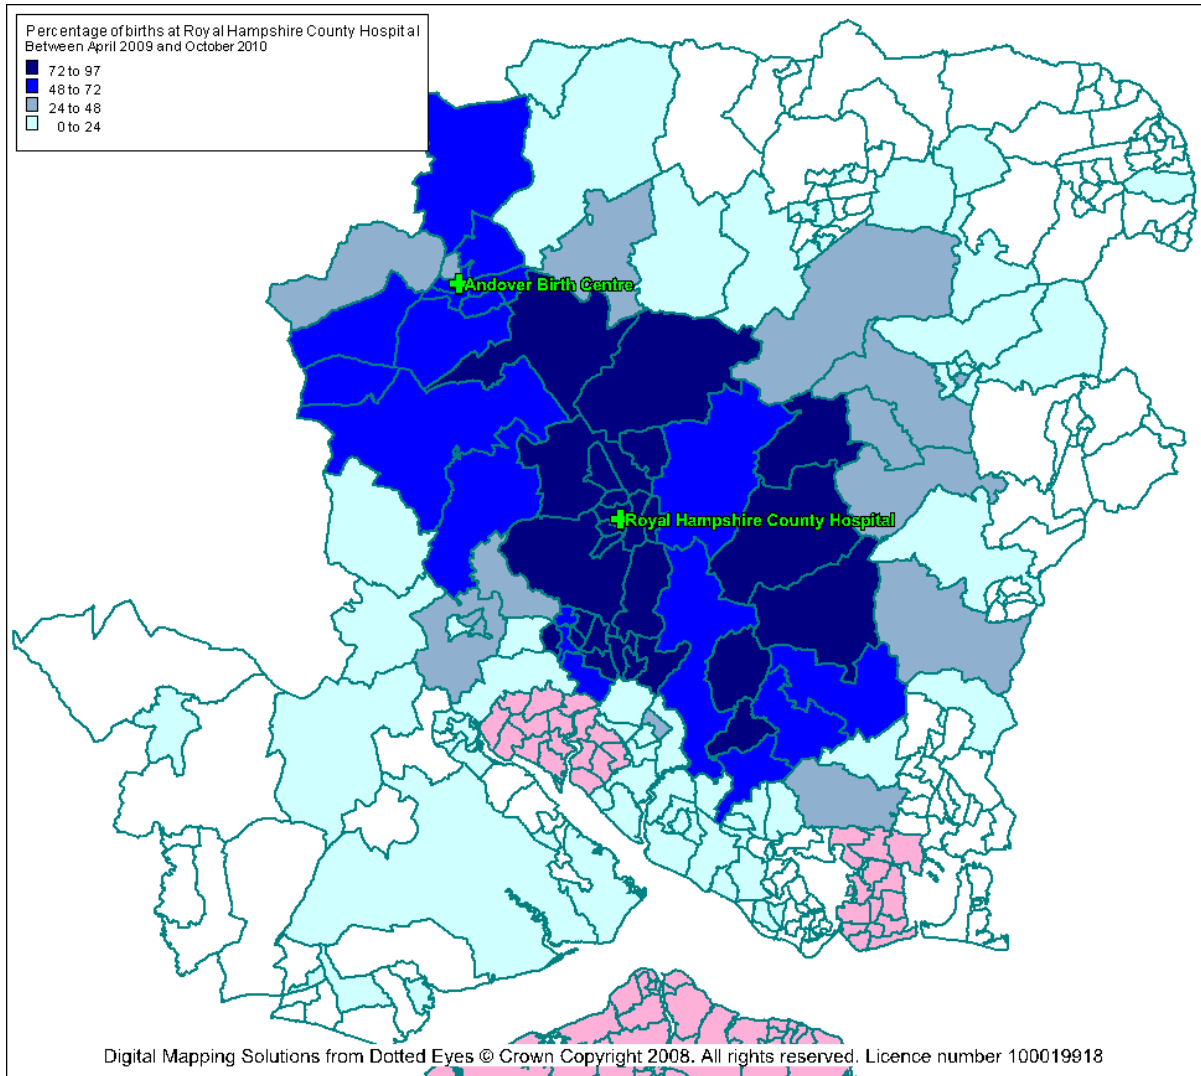 Percentage of births at Royal Hampshire County Hospital
Between April 2009 and October 2010
72 to 97
48 to 72
24 to 48
0 to 24
Andover Birth Centre
Royal Hampshire County Hospital
Digital Mapping Solutions from Dotted Eyes © Crown Copyright 2008. All rights reserved. Licence number 100019918